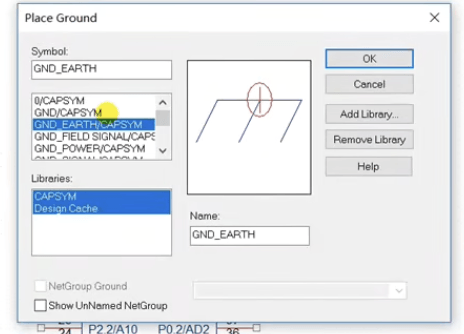 Place Ground
Symbol:
GND_EARTH
0/CAPSYM
GND/CAPSYM
GND_EARTH/CAPSYM
GND_FIELD SIGNAL/CAPS
GND_POWER/CAPSYM
GND_SIGNAL/CAPSYM
Libraries:
CAPSYM
Design Cache
Name:
GND_EARTH
OK
Cancel
Add Library...
Remove Library
Help
NetGroup Ground
Show UnNamed NetGroup
24 P2.2/A10 P0.2/AD2 36